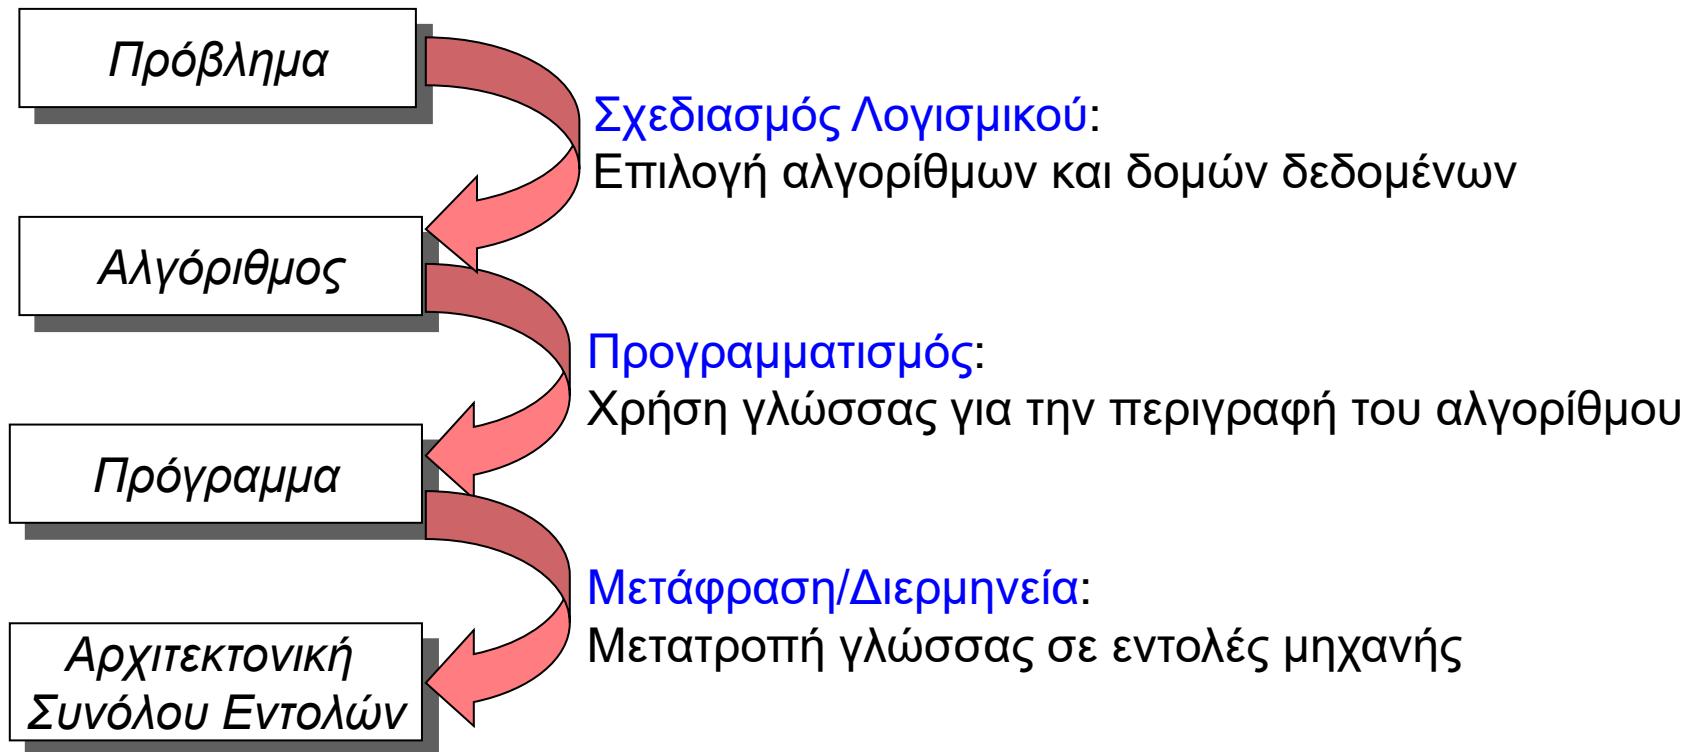 Πρόβλημα
Σχεδιασμός Λογισμικού:
Επιλογή αλγορίθμων και δομών δεδομένων
Αλγόριθμος
Προγραμματισμός:
Χρήση γλώσσας για την περιγραφή του αλγορίθμου
Πρόγραμμα
Μετάφραση/Διερμηνεία:
Μετατροπή γλώσσας σε εντολές μηχανής
Αρχιτεκτονική
Συνόλου Εντολών